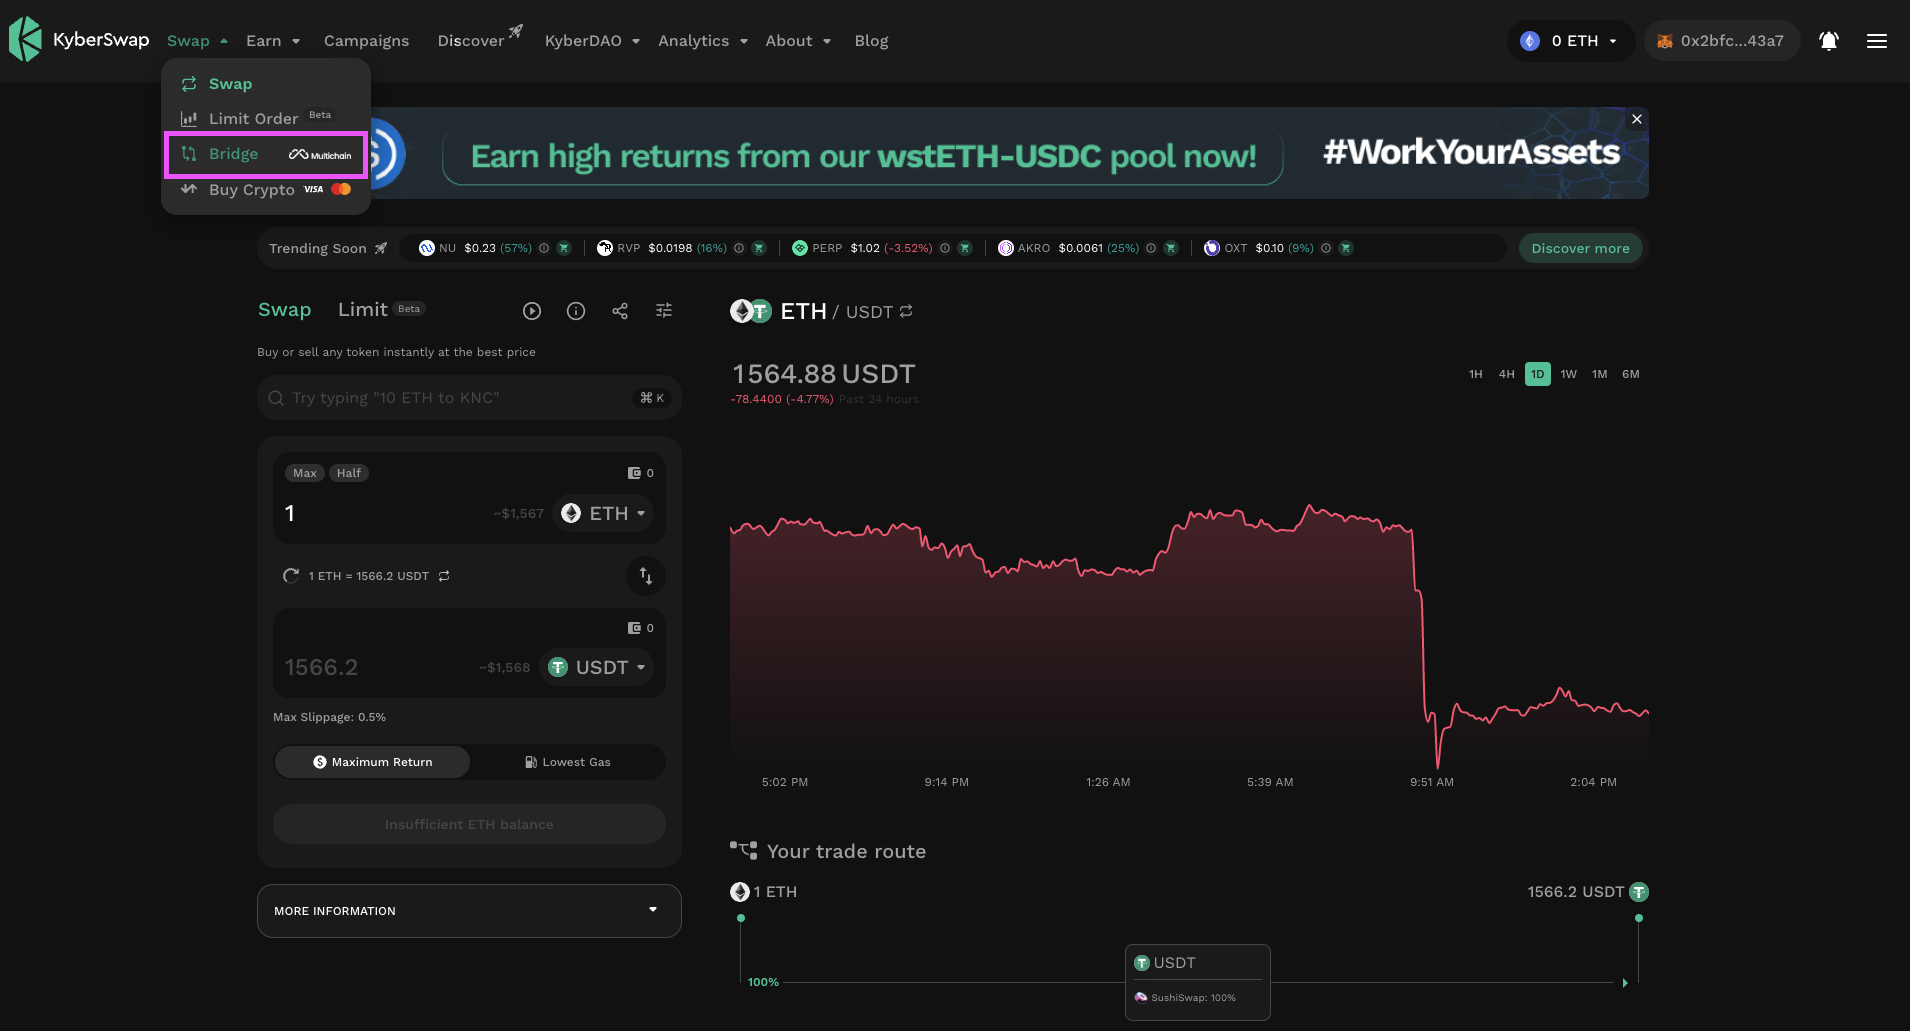 KyberSwap Swap Earn Campaigns Discover KyberDAO Analytics About Blog 0 ETH 0x2bfc...43a7
Swap
Limit Order Beta
Bridge Multichain
Buy Crypto VISA
Earn high returns from our wstETH-USDC pool now! #WorkYourAssets
Trending Soon NU $0.23 (57%) RVP $0.0198 (16%) PERP $1.02 (-3.52%) AKRO $0.0061 (25%) OXT $0.10 (9%) Discover more
Swap Limit Beta
Buy or sell any token instantly at the best price
Try typing "10 ETH to KNC" ⌘ K
Max Half 0
1 ~$1,567 ETH
1 ETH = 1566.2 USDT
0
1566.2 ~$1,568 USDT
Max Slippage: 0.5%
Maximum Return Lowest Gas
Insufficient ETH balance
MORE INFORMATION
ETH / USDT
1564.88 USDT
-78.4400 (-4.77%) Past 24 hours
1H 4H 1D 1W 1M 6M
5:02 PM 9:14 PM 1:26 AM 5:39 AM 9:51 AM 2:04 PM
Your trade route
1 ETH 1566.2 USDT
100%
USDT
SushiSwap: 100%